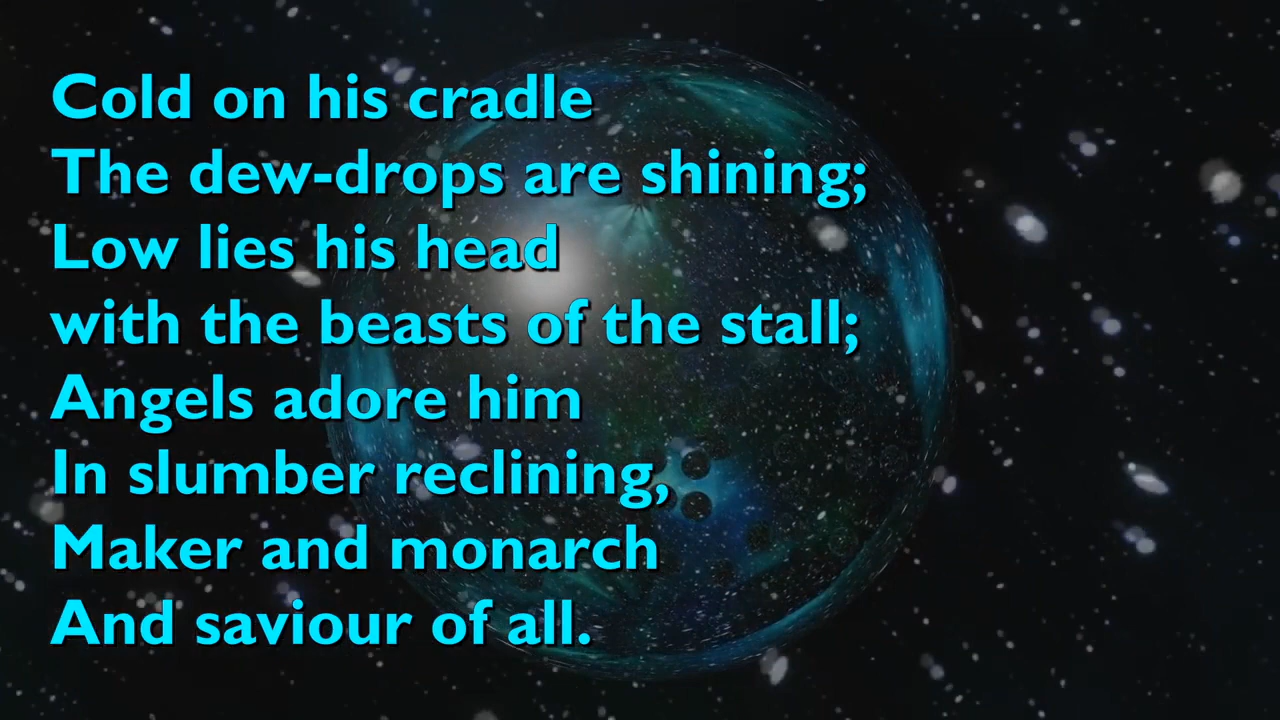 Cold on his cradle
The dew-drops are shining;
Low lies his head
with the beasts of the stall;
Angels adore him
In slumber reclining,
Maker and monarch
And saviour of all.